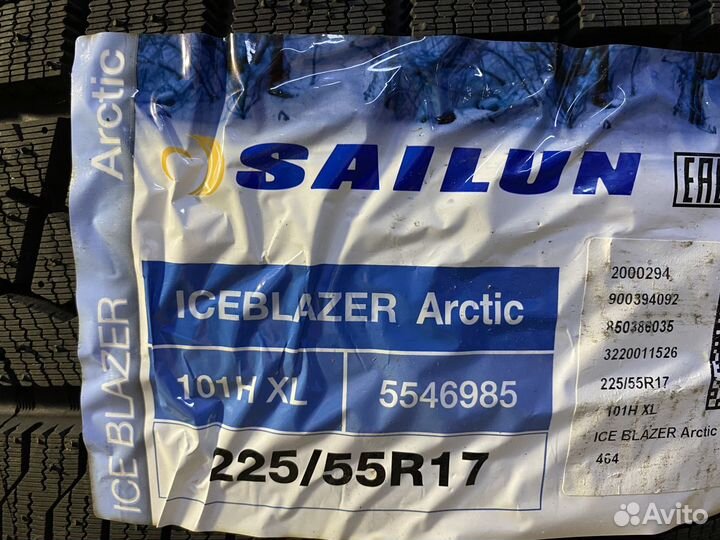 ICE BLAZER Arctic
SAILUN
EAC
ICEBLAZER Arctic
101H XL
5546985
225/55R17
2000294
900394092
850386035
3220011526
225/55R17
101H XL
ICE BLAZER Arctic
464
Avito